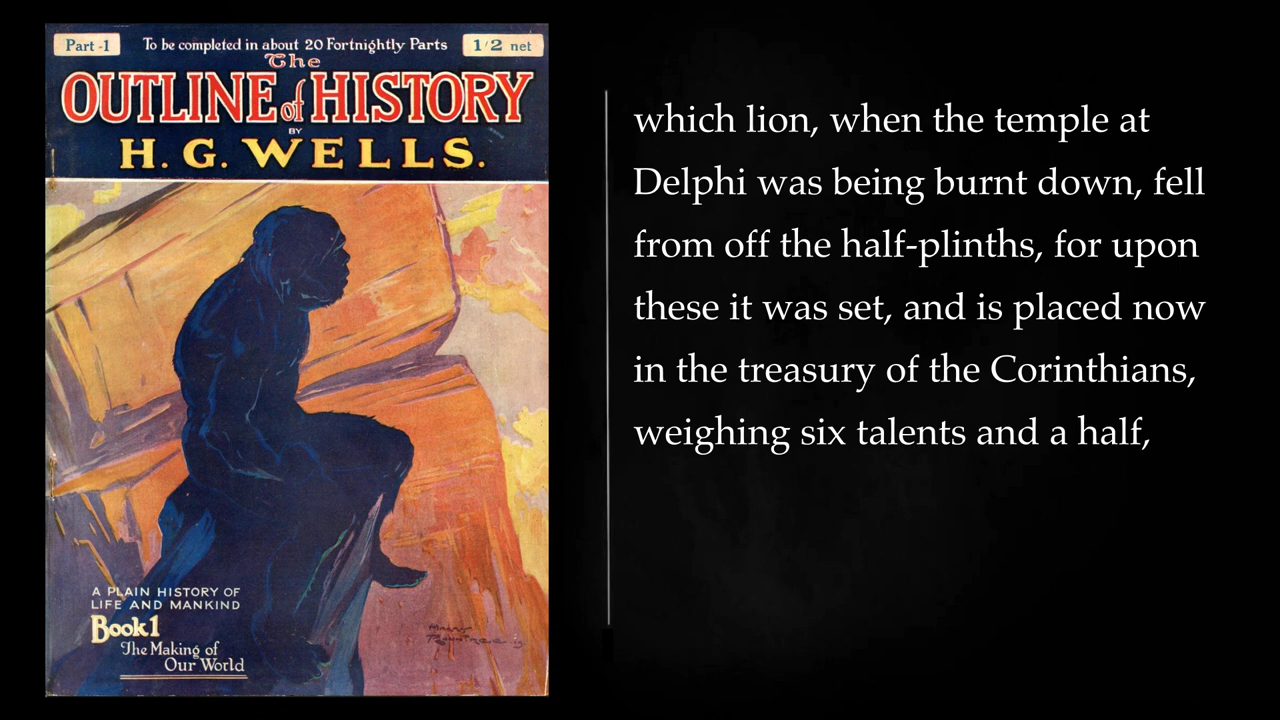 Part -1
To be completed in about 20 Fortnightly Parts
1/2 net
The
OUTLINE of HISTORY
BY
H. G. WELLS.
A PLAIN HISTORY OF
LIFE AND MANKIND
Book 1
The Making of
Our World
which lion, when the temple at
Delphi was being burnt down, fell
from off the half-plinths, for upon
these it was set, and is placed now
in the treasury of the Corinthians,
weighing six talents and a half,